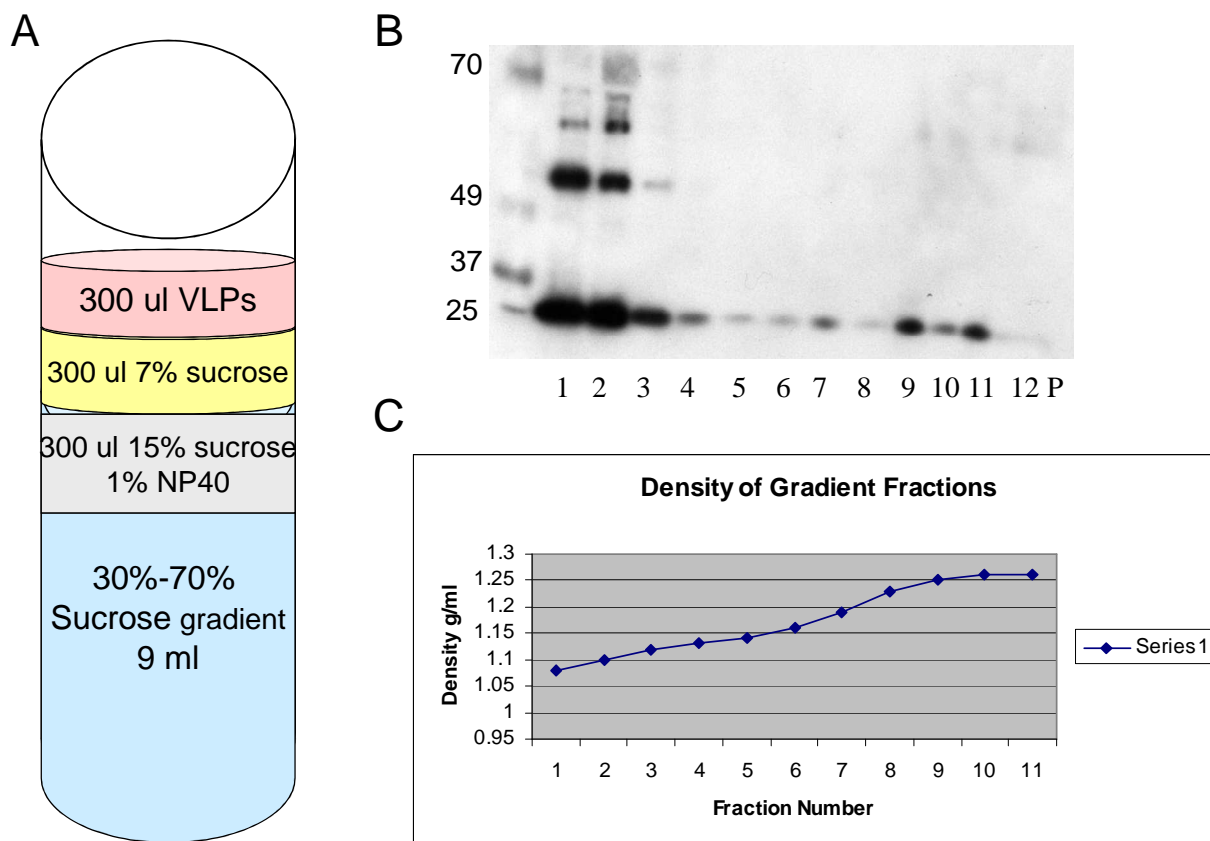 A
300 ul VLPs
300 ul 7% sucrose
300 ul 15% sucrose
1% NP40
30%-70%
Sucrose gradient
9 ml
B
70
49
37
25
1 2 3 4 5 6 7 8 9 10 11 12 P
C
Density of Gradient Fractions
Density g/ml
1.3
1.25
1.2
1.15
1.1
1.05
1
0.95
1 2 3 4 5 6 7 8 9 10 11
Fraction Number
Series1